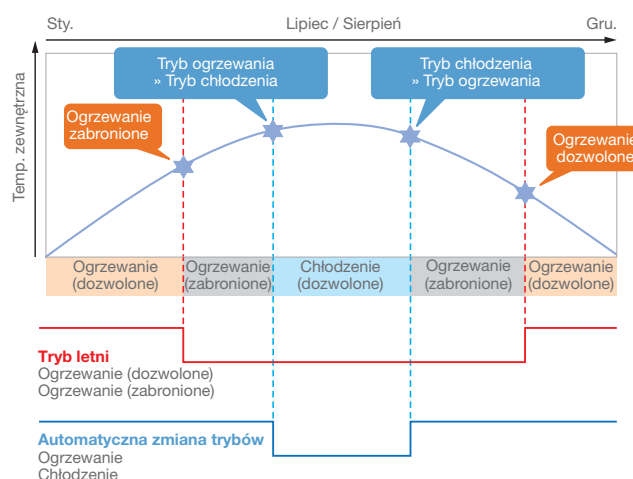 Sty.
Lipiec / Sierpień
Gru.
Temp. zewnętrzna
Tryb ogrzewania
» Tryb chłodzenia
Tryb chłodzenia
» Tryb ogrzewania
Ogrzewanie
zabronione
Ogrzewanie
dozwolone
Ogrzewanie
(dozwolone)
Ogrzewanie
(zabronione)
Chłodzenie
(dozwolone)
Ogrzewanie
(zabronione)
Ogrzewanie
(dozwolone)
Tryb letni
Ogrzewanie (dozwolone)
Ogrzewanie (zabronione)
Automatyczna zmiana trybów
Ogrzewanie
Chłodzenie